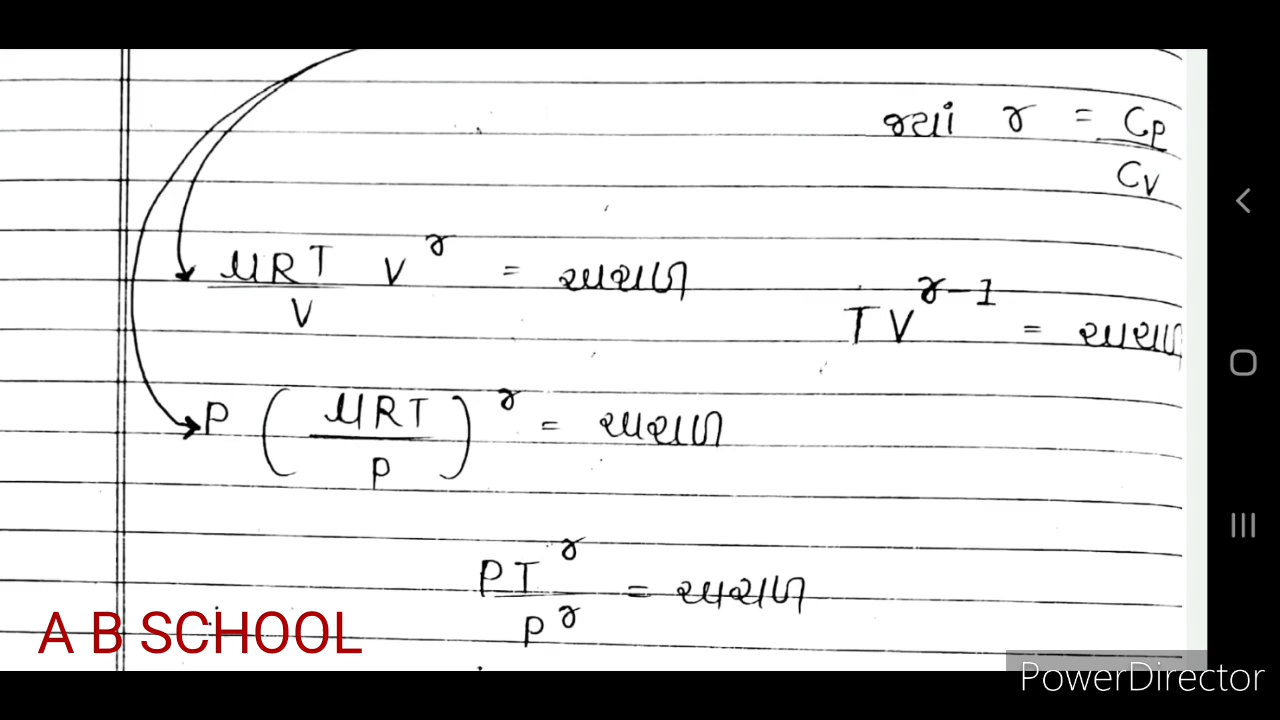 જ્યાં γ = CP / CV
μRT / V V^γ = અચળ
TV^γ-1 = અચળ
P (μRT / P)^γ = અચળ
PT^γ / P^γ = અચળ
A B SCHOOL
PowerDirector